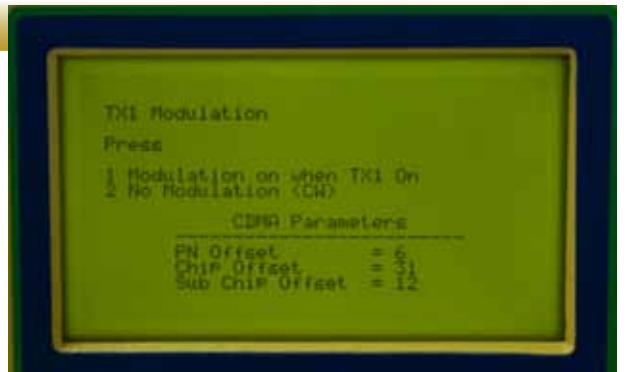 TX1 Modulation
Press
1 Modulation on when TX1 On
2 No Modulation (CW)
CDMA Parameters
PN Offset = 6
Chip Offset = 31
Sub Chip Offset = 12